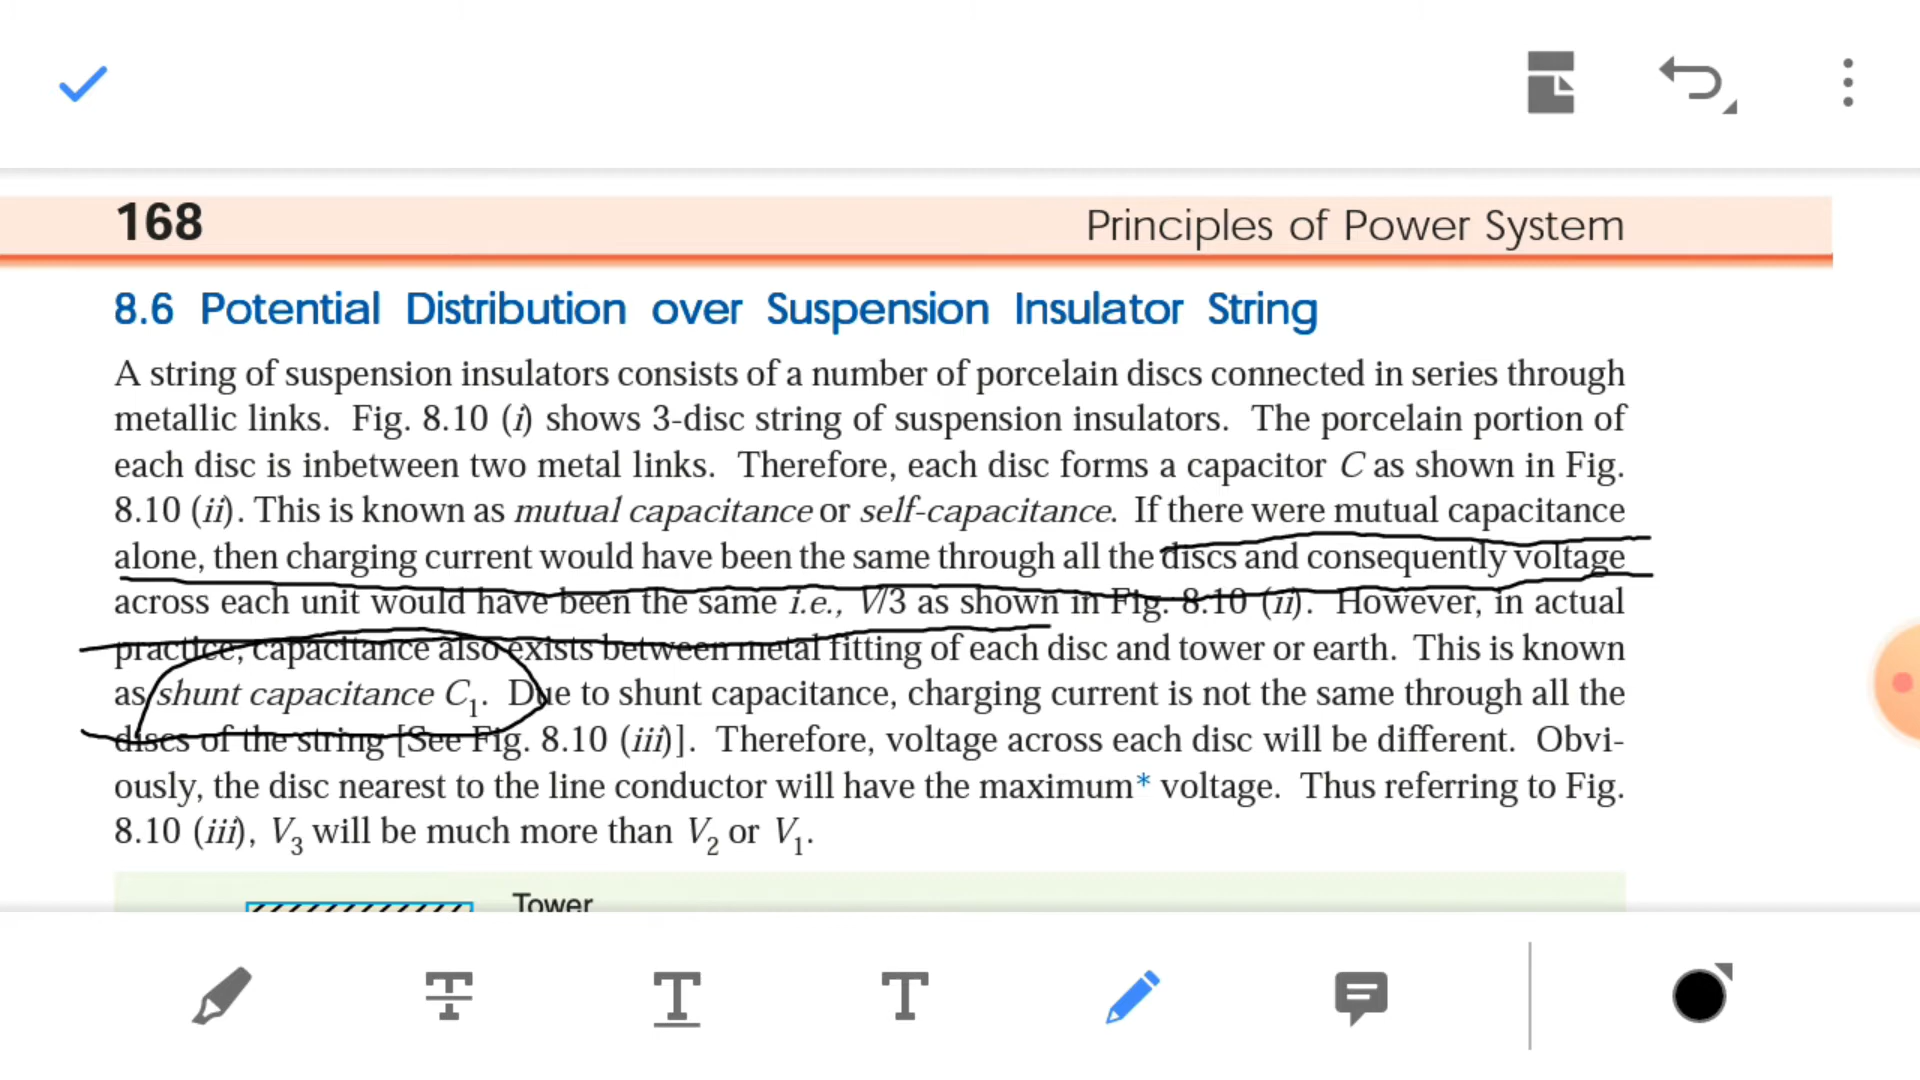 168
Principles of Power System
8.6 Potential Distribution over Suspension Insulator String
A string of suspension insulators consists of a number of porcelain discs connected in series through
metallic links. Fig. 8.10 (i) shows 3-disc string of suspension insulators. The porcelain portion of
each disc is inbetween two metal links. Therefore, each disc forms a capacitor C as shown in Fig.
8.10 (ii). This is known as mutual capacitance or self-capacitance. If there were mutual capacitance
alone, then charging current would have been the same through all the discs and consequently voltage
across each unit would have been the same i.e., V/3 as shown in Fig. 8.10 (ii). However, in actual
practice, capacitance also exists between metal fitting of each disc and tower or earth. This is known
as shunt capacitance C1. Due to shunt capacitance, charging current is not the same through all the
discs of the string [See Fig. 8.10 (iii)]. Therefore, voltage across each disc will be different. Obvi-
ously, the disc nearest to the line conductor will have the maximum* voltage. Thus referring to Fig.
8.10 (iii), V3 will be much more than V2 or V1.
Tower